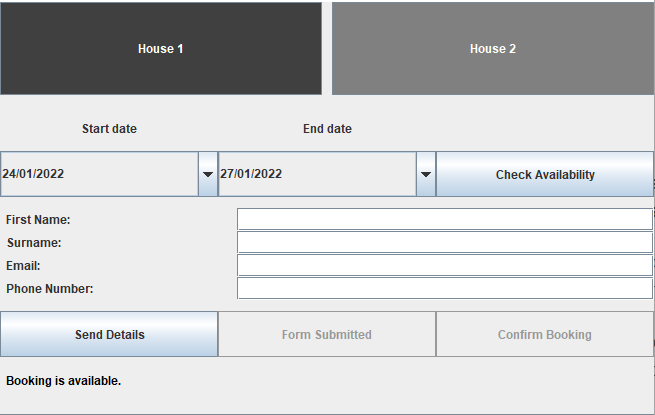 House 1 House 2
Start date End date
24/01/2022 27/01/2022 Check Availability
First Name:
Surname:
Email:
Phone Number:
Send Details Form Submitted Confirm Booking
Booking is available.